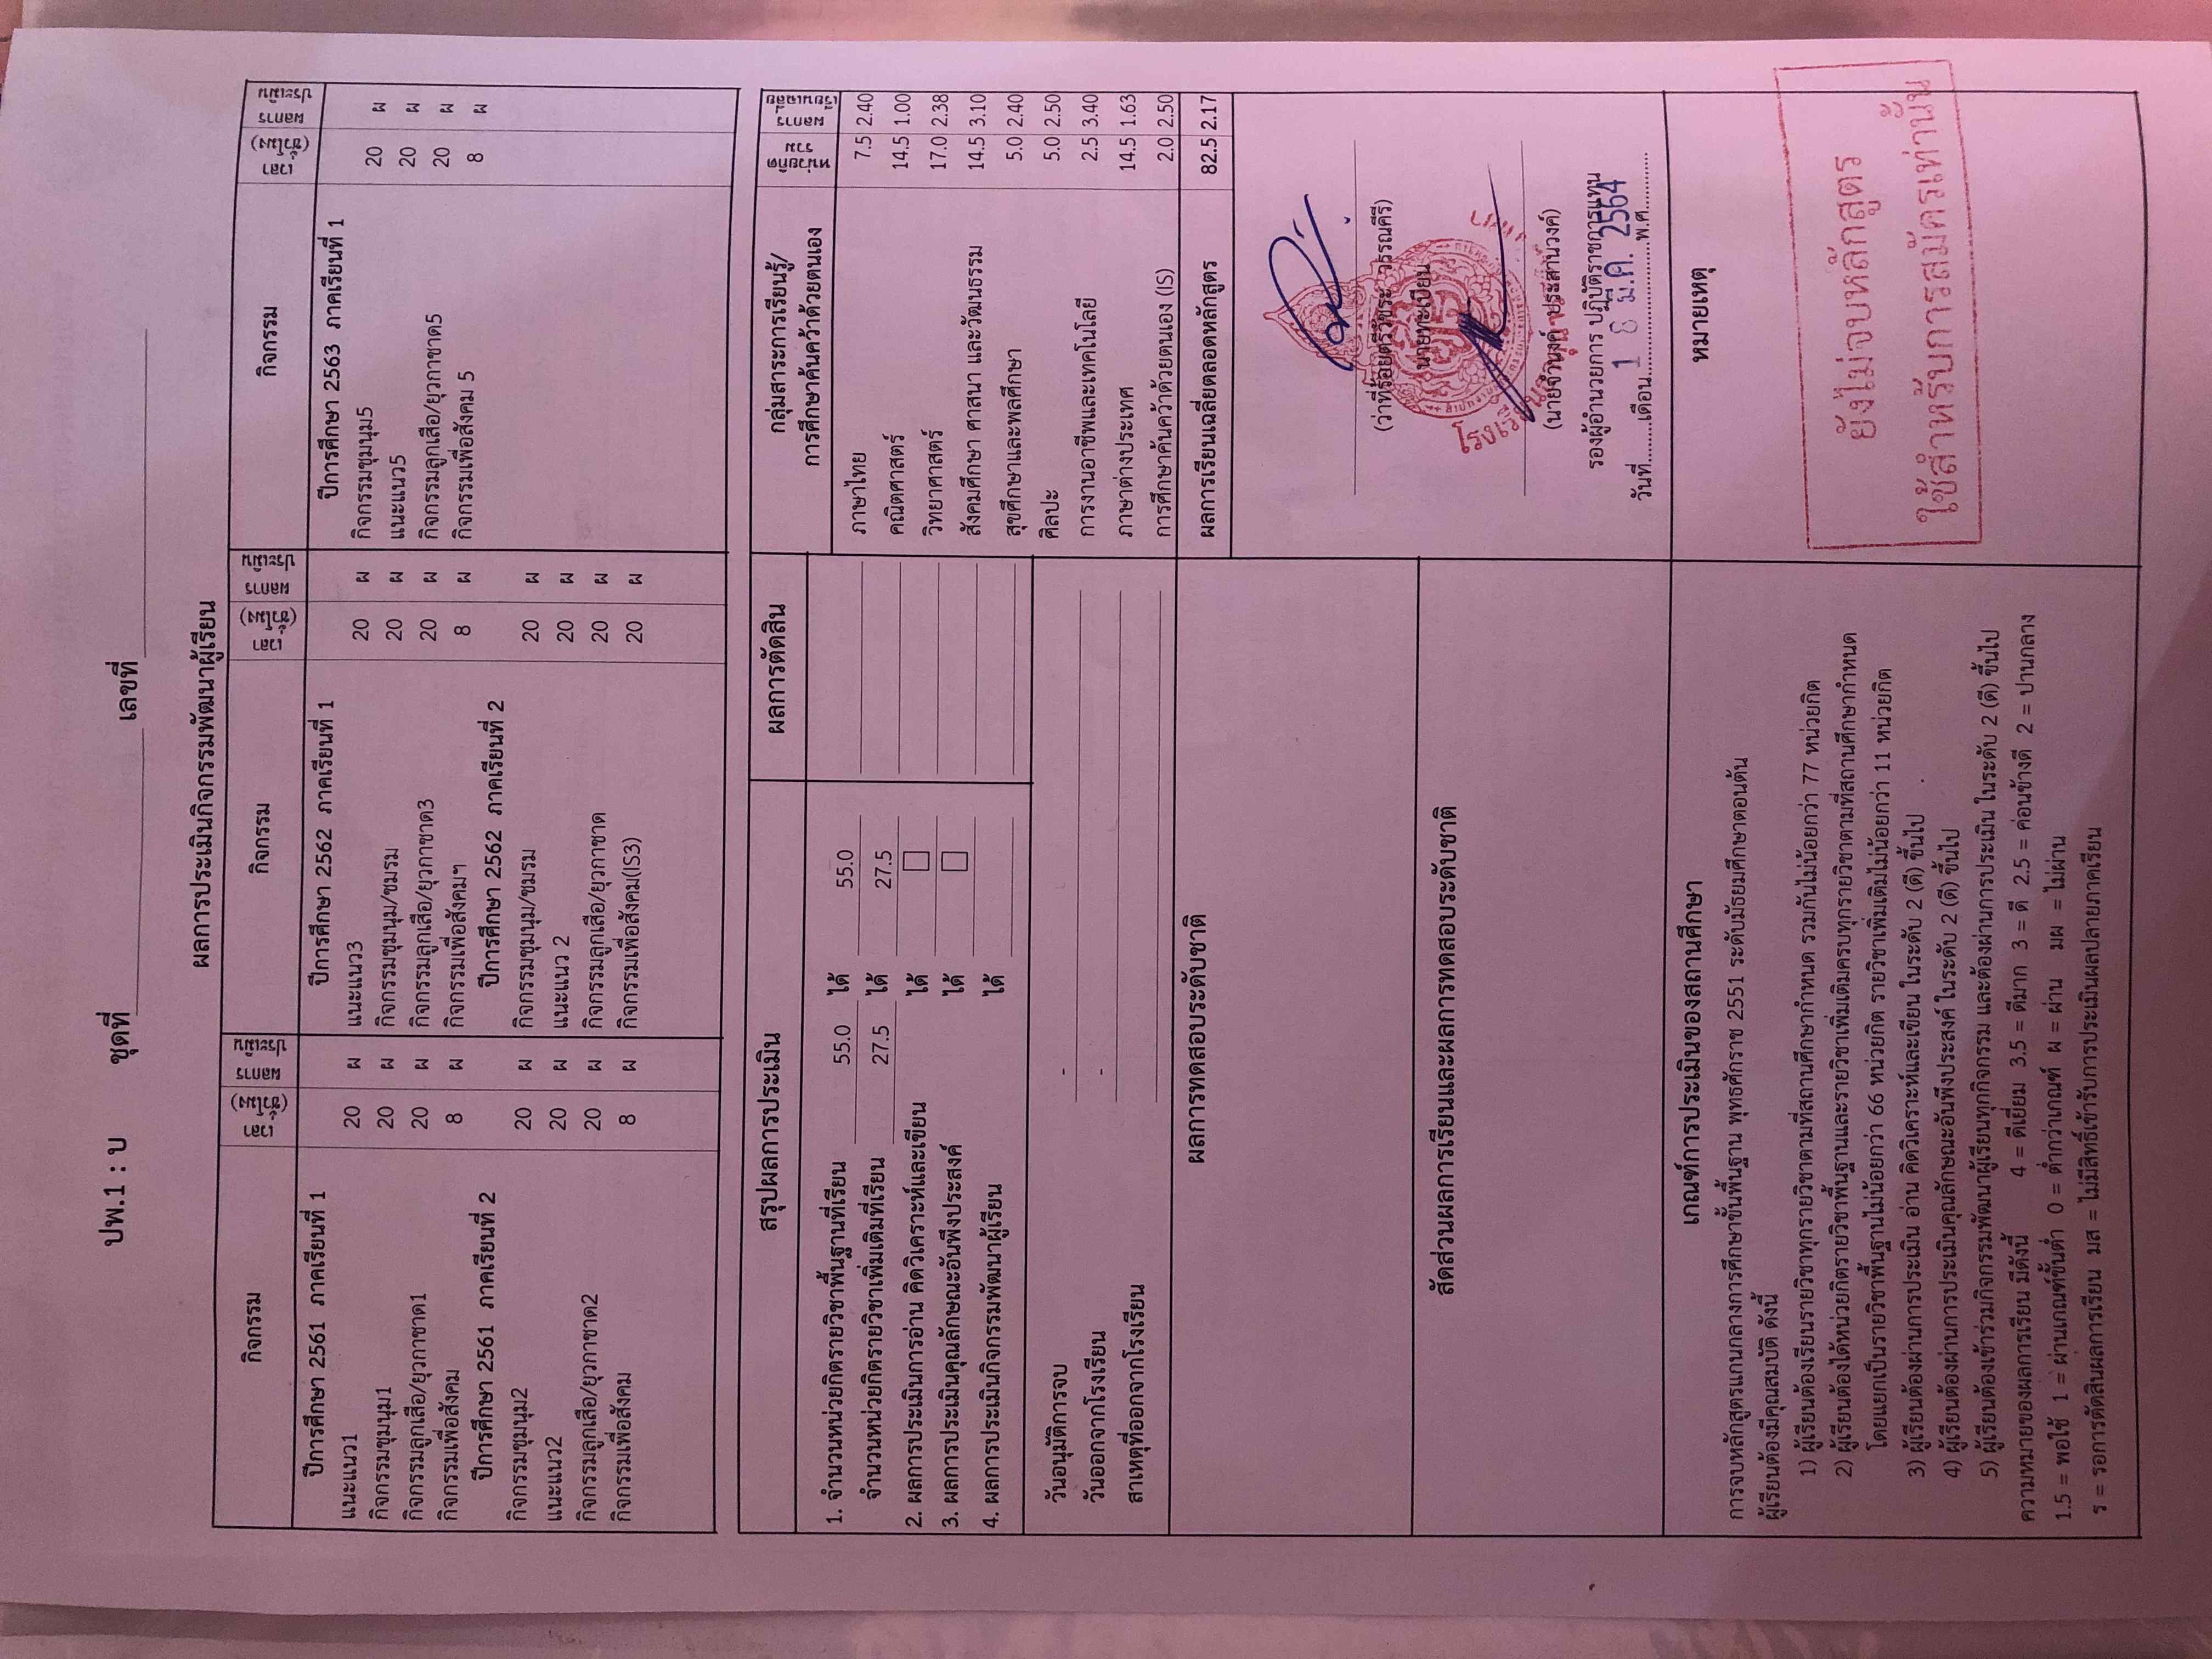 ปพ.1 : บ ชุดที่ เลขที่
ผลการประเมินกิจกรรมพัฒนาผู้เรียน
กิจกรรม เวลา (ชั่วโมง) ผลการประเมิน กิจกรรม เวลา (ชั่วโมง) ผลการประเมิน กิจกรรม เวลา (ชั่วโมง) ผลการประเมิน
ปีการศึกษา 2561 ภาคเรียนที่ 1
แนะแนว1 20 ผ
กิจกรรมชุมนุม1 20 ผ
กิจกรรมลูกเสือ/ยุวกาชาด1 20 ผ
กิจกรรมเพื่อสังคม 8 ผ
ปีการศึกษา 2561 ภาคเรียนที่ 2
กิจกรรมชุมนุม2 20 ผ
แนะแนว2 20 ผ
กิจกรรมลูกเสือ/ยุวกาชาด2 20 ผ
กิจกรรมเพื่อสังคม 8 ผ
ปีการศึกษา 2562 ภาคเรียนที่ 1
แนะแนว3 20 ผ
กิจกรรมชุมนุม/ชมรม 20 ผ
กิจกรรมลูกเสือ/ยุวกาชาด3 20 ผ
กิจกรรมเพื่อสังคมฯ 8 ผ
ปีการศึกษา 2562 ภาคเรียนที่ 2
กิจกรรมชุมนุม/ชมรม 20 ผ
แนะแนว 2 20 ผ
กิจกรรมลูกเสือ/ยุวกาชาด 20 ผ
กิจกรรมเพื่อสังคม(IS3) 20 ผ
ปีการศึกษา 2563 ภาคเรียนที่ 1
กิจกรรมชุมนุม5 20 ผ
แนะแนว5 20 ผ
กิจกรรมลูกเสือ/ยุวกาชาด5 20 ผ
กิจกรรมเพื่อสังคม 5 8 ผ
สรุปผลการประเมิน ผลการตัดสิน
1. จำนวนหน่วยกิตรายวิชาพื้นฐานที่เรียน 55.0 ได้ 55.0
จำนวนหน่วยกิตรายวิชาเพิ่มเติมที่เรียน 27.5 ได้ 27.5
2. ผลการประเมินการอ่าน คิดวิเคราะห์และเขียน ได้
3. ผลการประเมินคุณลักษณะอันพึงประสงค์ ได้
4. ผลการประเมินกิจกรรมพัฒนาผู้เรียน ได้
วันอนุมัติการจบ -
วันออกจากโรงเรียน -
สาเหตุที่ออกจากโรงเรียน
กลุ่มสาระการเรียนรู้/ การศึกษาค้นคว้าด้วยตนเอง หน่วยกิตรวม ผลการเรียนเฉลี่ย
ภาษาไทย 7.5 2.40
คณิตศาสตร์ 14.5 1.00
วิทยาศาสตร์ 17.0 2.38
สังคมศึกษา ศาสนา และวัฒนธรรม 14.5 3.10
สุขศึกษาและพลศึกษา 5.0 2.40
ศิลปะ 5.0 2.50
การงานอาชีพและเทคโนโลยี 2.5 3.40
ภาษาต่างประเทศ 14.5 1.63
การศึกษาค้นคว้าด้วยตนเอง (IS) 2.0 2.50
ผลการเรียนเฉลี่ยตลอดหลักสูตร 82.5 2.17
ผลการทดสอบระดับชาติ
สัดส่วนผลการเรียนและผลการทดสอบระดับชาติ
(ว่าที่ร้อยตรีวัชระ วรรณคีรี)
นายทะเบียน
(นายจำนงค์ ประสานวงค์)
รองผู้อำนวยการ ปฏิบัติราชการแทน
วันที่ 18 เดือน มี.ค. พ.ศ. 2564
เกณฑ์การประเมินของสถานศึกษา
การจบหลักสูตรแกนกลางการศึกษาขั้นพื้นฐาน พุทธศักราช 2551 ระดับมัธยมศึกษาตอนต้น
ผู้เรียนต้องมีคุณสมบัติ ดังนี้
1) ผู้เรียนต้องเรียนรายวิชาทุกรายวิชาตามที่สถานศึกษากำหนด รวมกันไม่น้อยกว่า 77 หน่วยกิต
2) ผู้เรียนต้องได้หน่วยกิตรายวิชาพื้นฐานและรายวิชาเพิ่มเติมครบทุกรายวิชาตามที่สถานศึกษากำหนด
โดยแยกเป็นรายวิชาพื้นฐานไม่น้อยกว่า 66 หน่วยกิต รายวิชาเพิ่มเติมไม่น้อยกว่า 11 หน่วยกิต
3) ผู้เรียนต้องผ่านการประเมิน อ่าน คิดวิเคราะห์และเขียน ในระดับ 2 (ดี) ขึ้นไป
4) ผู้เรียนต้องผ่านการประเมินคุณลักษณะอันพึงประสงค์ ในระดับ 2 (ดี) ขึ้นไป
5) ผู้เรียนต้องเข้าร่วมกิจกรรมพัฒนาผู้เรียนทุกกิจกรรม และต้องผ่านการประเมิน ในระดับ 2 (ดี) ขึ้นไป
ความหมายของผลการเรียน มีดังนี้ 4 = ดีเยี่ยม 3.5 = ดีมาก 3 = ดี 2.5 = ค่อนข้างดี 2 = ปานกลาง
1.5 = พอใช้ 1 = ผ่านเกณฑ์ขั้นต่ำ 0 = ต่ำกว่าเกณฑ์ ผ = ผ่าน มผ = ไม่ผ่าน
ร = รอการตัดสินผลการเรียน มส = ไม่มีสิทธิ์เข้ารับการประเมินผลปลายภาคเรียน
หมายเหตุ
ยังไม่จบหลักสูตร
ใช้สำหรับการสมัครเท่านั้น